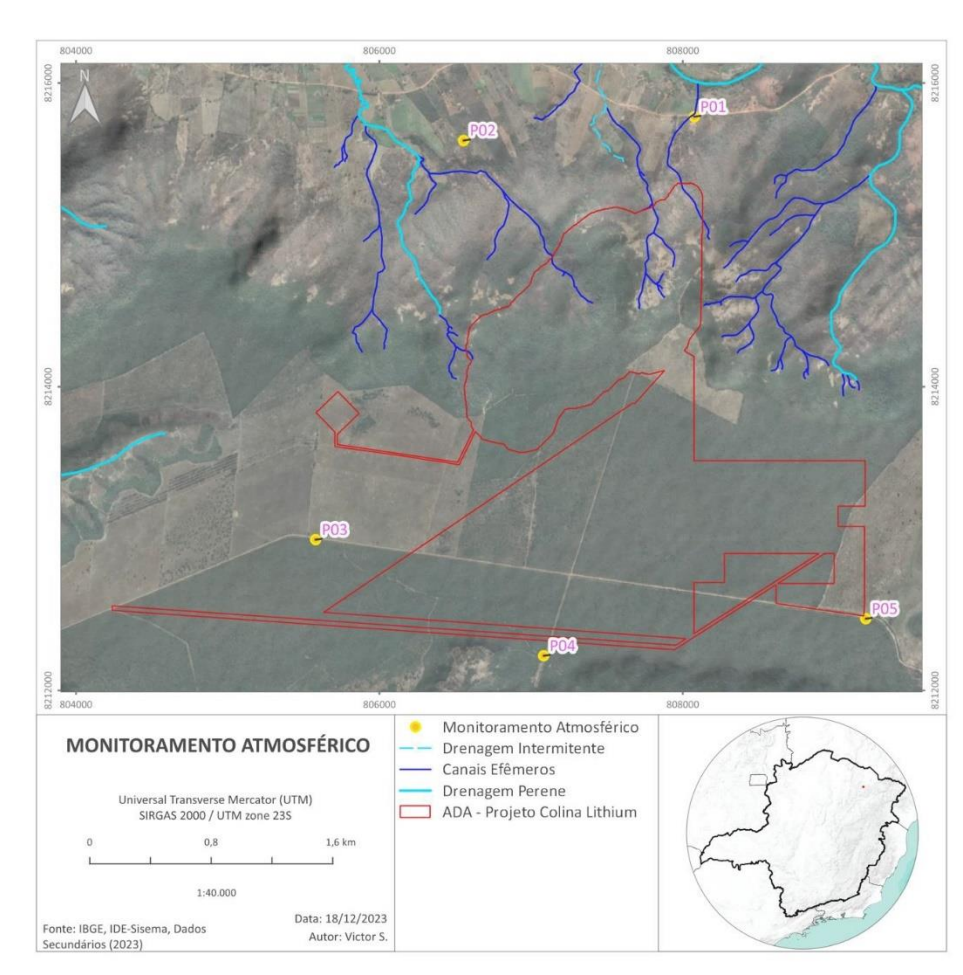 804000
806000
808000
8216000
8216000
N
P01
P02
8214000
8214000
P03
P05
P04
8212000
8212000
804000
806000
808000
MONITORAMENTO ATMOSFÉRICO
Universal Transverse Mercator (UTM)
SIRGAS 2000 / UTM zone 23S
0
0,8
1,6 km
1:40.000
Fonte: IBGE, IDE-Sisema, Dados
Secundários (2023)
Data: 18/12/2023
Autor: Victor S.
Monitoramento Atmosférico
Drenagem Intermitente
Canais Efêmeros
Drenagem Perene
ADA - Projeto Colina Lithium